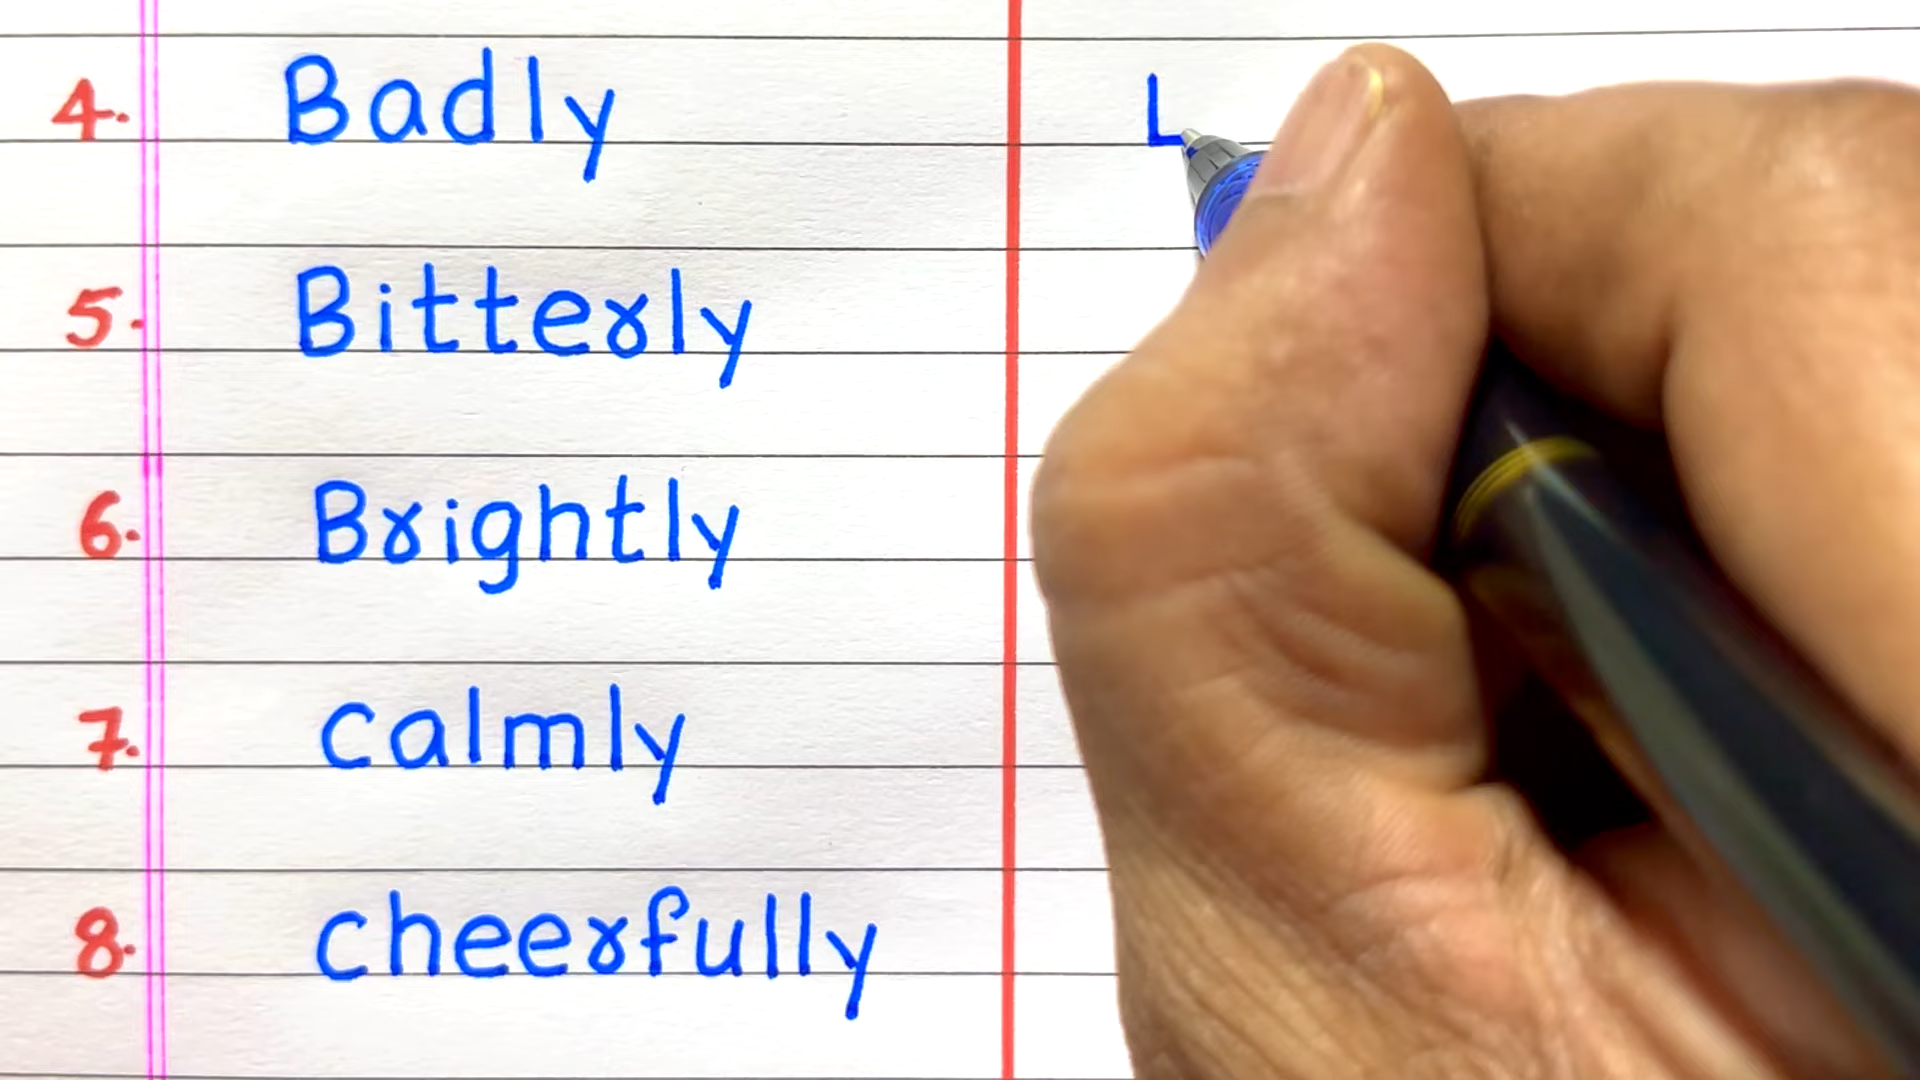 4. Badly L
5. Bitterly
6. Brightly
7. calmly
8. cheerfully